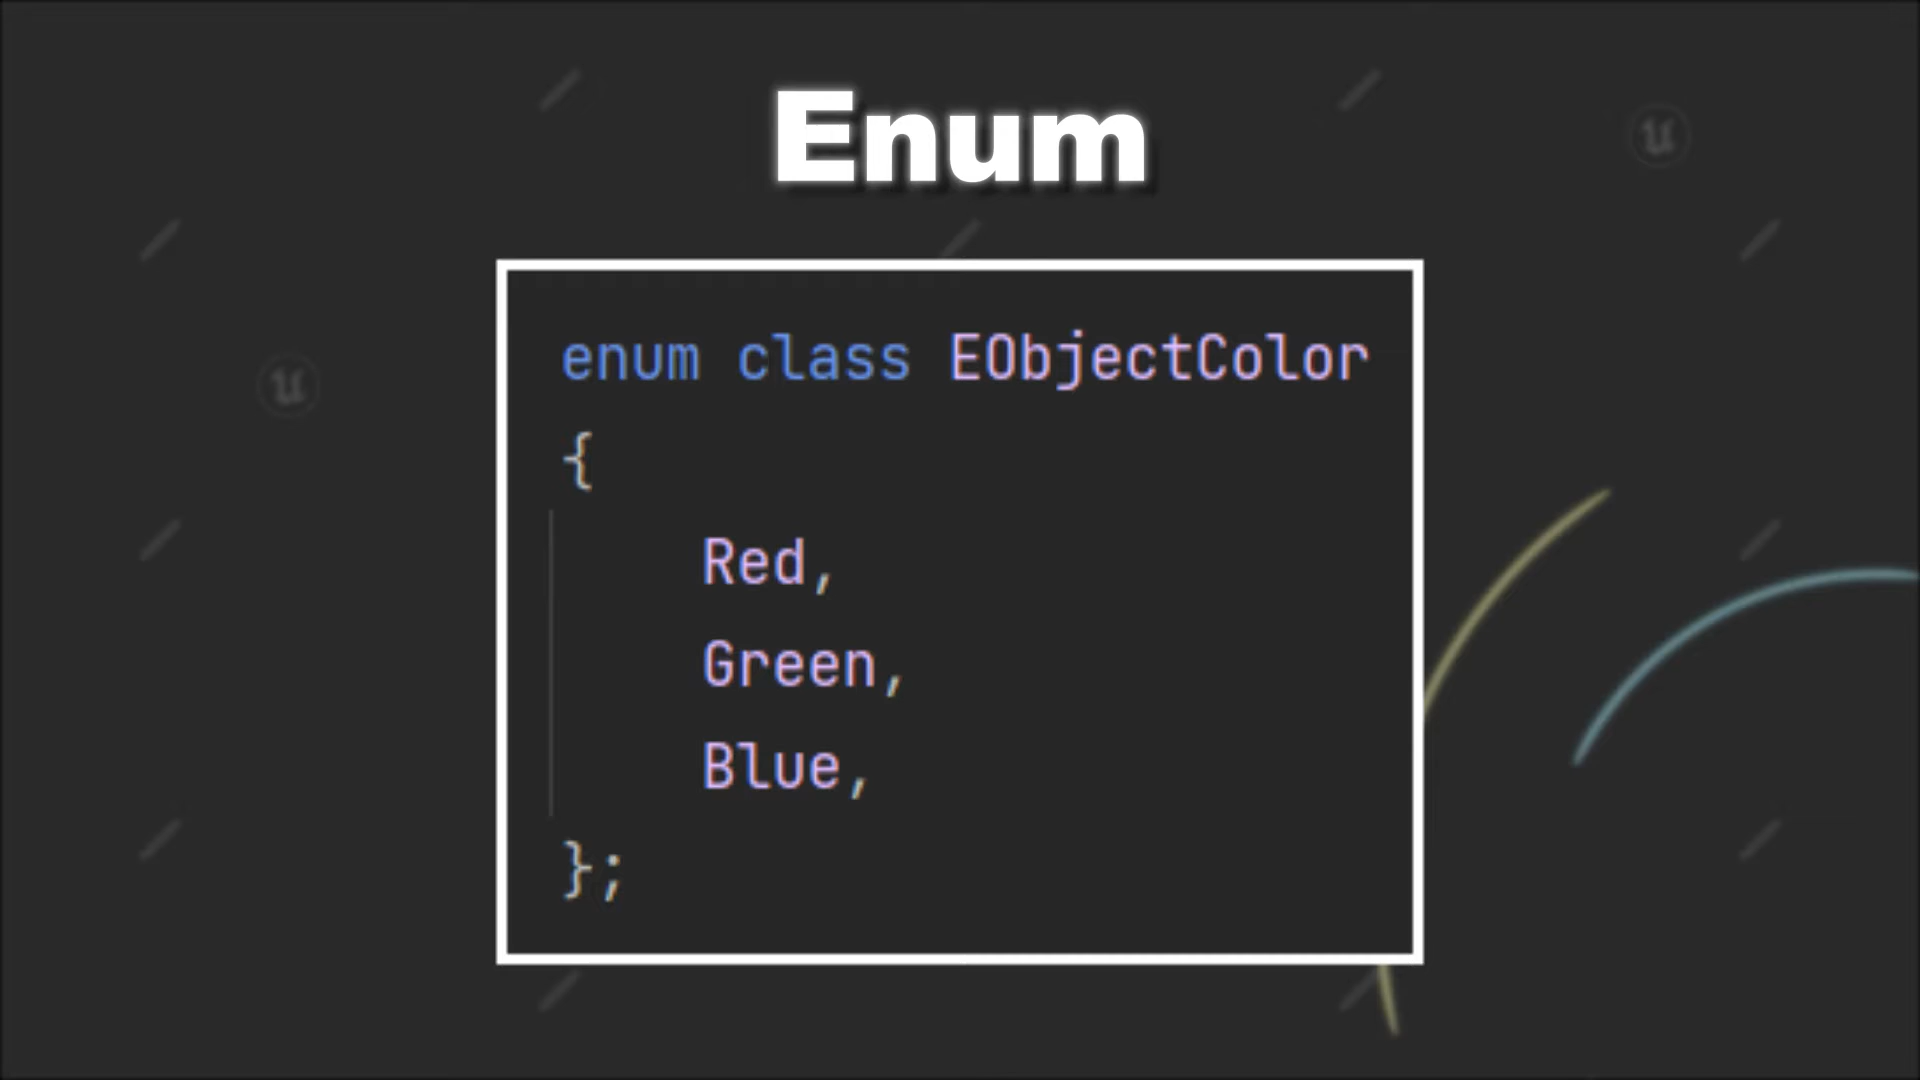 Enum
enum class EObjectColor
{
Red,
Green,
Blue,
};